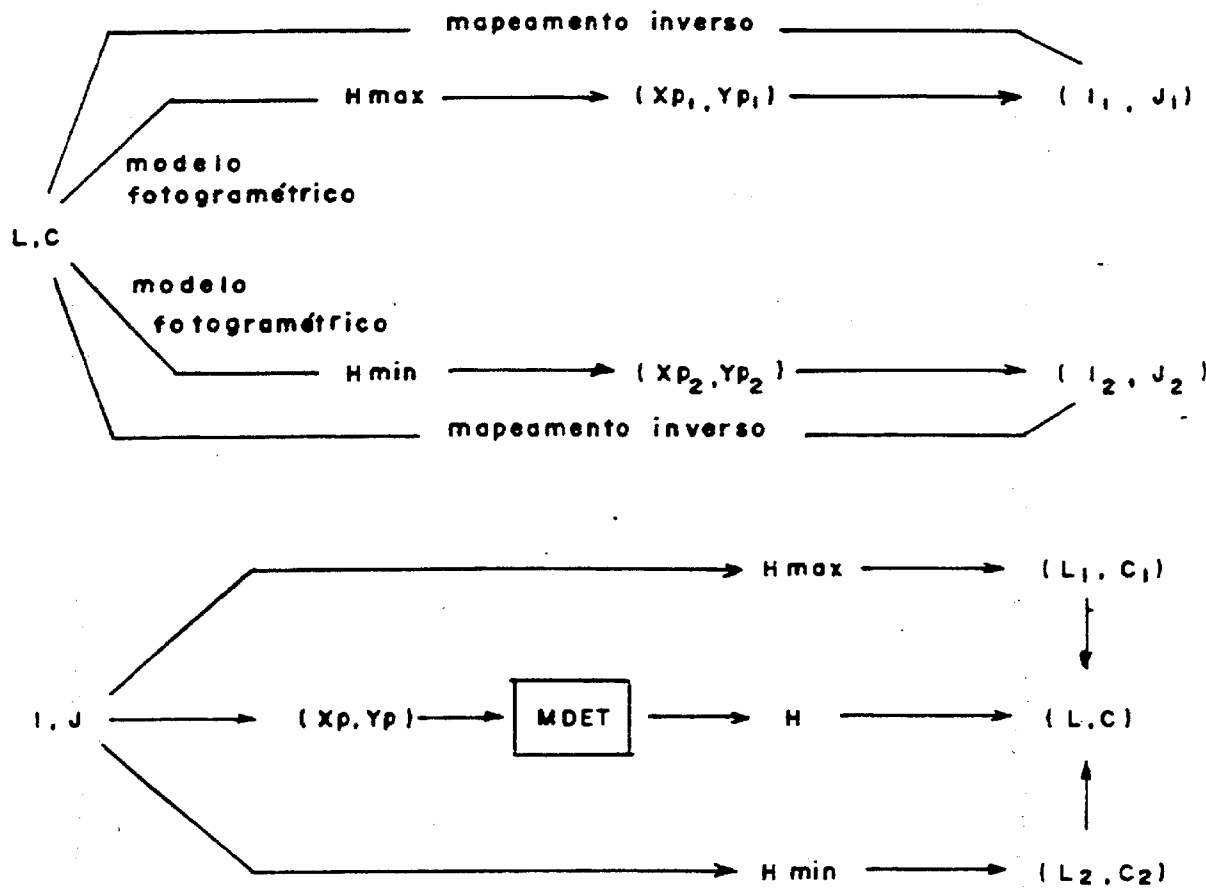 mapeamento inverso
Hmax (Xp₁,Yp₁) (I₁, J₁)
modelo
fotogramétrico
L,C
modelo
fotogramétrico
Hmin (Xp₂,Yp₂) (I₂, J₂)
mapeamento inverso
Hmax (L₁, C₁)
I,J (Xp,Yp) MDET H (L,C)
Hmin (L₂,C₂)